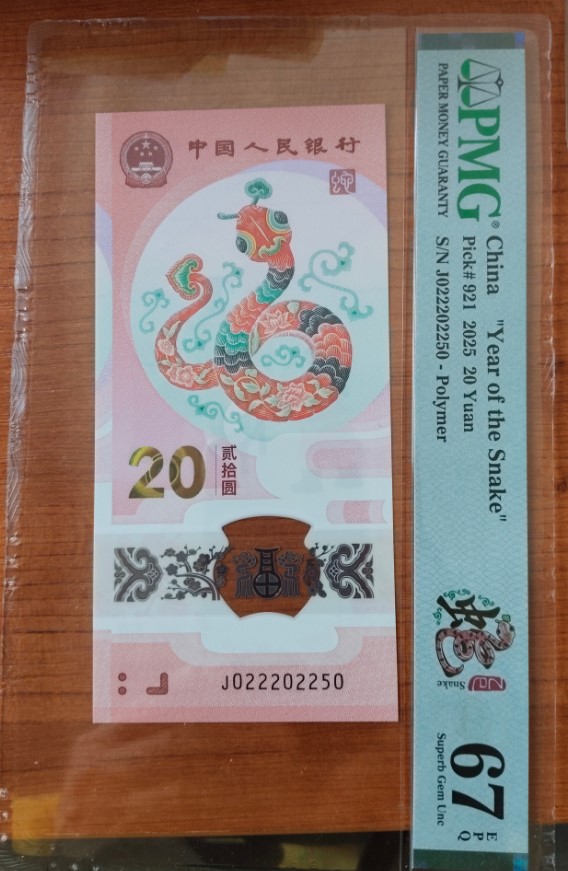 中国人民银行
20
贰拾圆
J022202250
PMG®
PAPER MONEY GUARANTY
China "Year of the Snake"
Pick# 921 2025 20 Yuan
S/N J022202250 - Polymer
蛇
Snake
67 EPQ
Superb Gem Unc